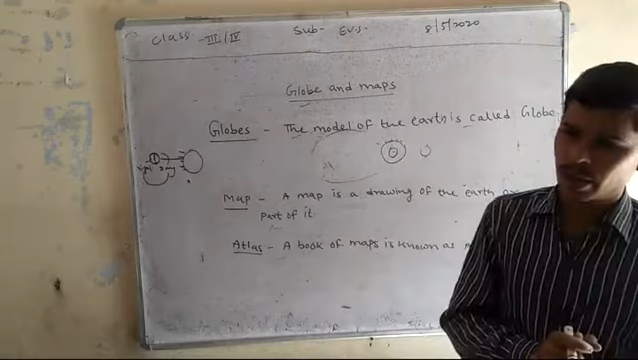 Class - III/IV Sub- E.V.S. 8/5/2020
Globe and maps
Globes - The model of the earth is called Globe
Map - A map is a drawing of the earth or
part of it
Atlas - A book of maps is known as